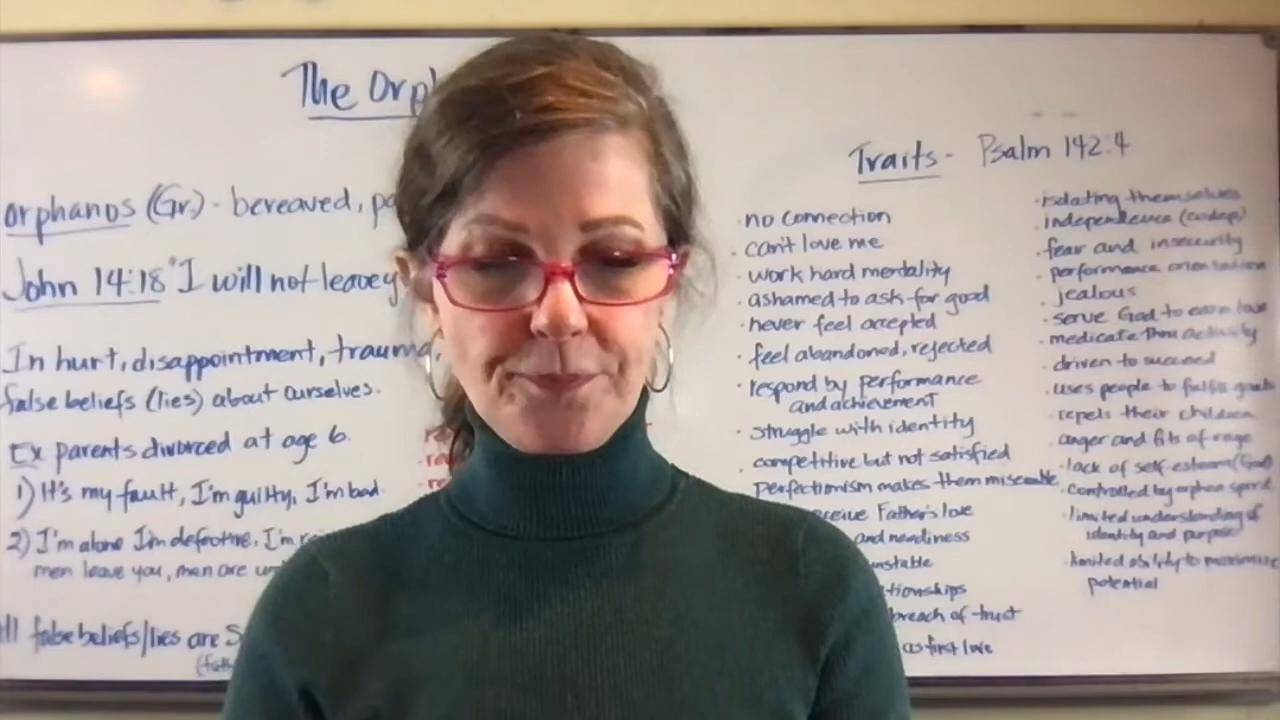 The Orph
orphanos (Gr.) - bereaved, pa
John 14:18 "I will not leave y
In hurt, disappointment, trauma,
false beliefs (lies) about ourselves.
Ex parents divorced at age 6.
1) It's my fault, I'm guilty, I'm bad.
2) I'm alone I'm defective, I'm r
men leave you, men are un
All false beliefs/lies are S
Traits - Psalm 142:4
· no connection
· can't love me
· work hard mentality
· ashamed to ask for good
· never feel accepted
· feel abandoned, rejected
· respond by performance
and achievement
· struggle with identity
· competitive but not satisfied
Perfectionism makes them miserable
receive Father's love
and neediness
unstable
tionships
breach of trust
as first love
· isolating themselves
· independence (codep)
· fear and insecurity
· performance orientation
· jealous
· serve God to earn love
· medicate thru activity
· driven to succeed
· uses people to fulfill goals
· repels their children
· anger and fits of rage
· lack of self-esteem (God)
· controlled by orphan spirit
· limited understanding of
identity and purpose
· limited ability to maximize
potential